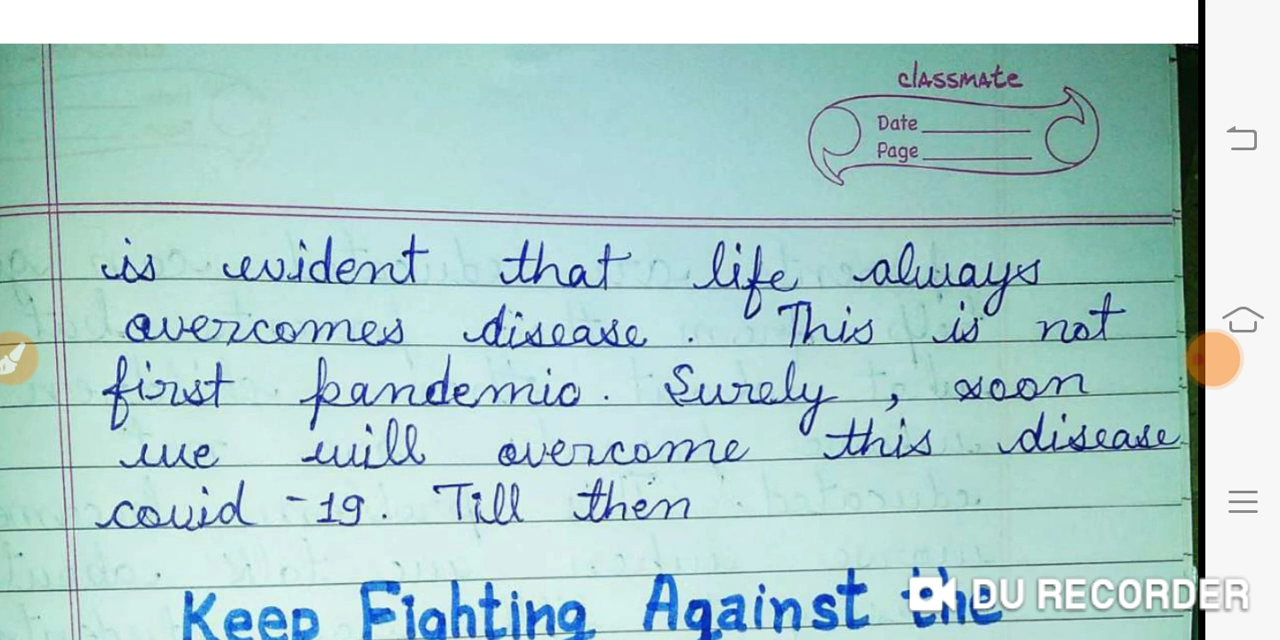 classmate
Date
Page
is evident that life always
overcomes disease . This is not
first pandemic. Surely , soon
we will overcome this disease
covid -19. Till then
Keep Fighting Against the
DU RECORDER